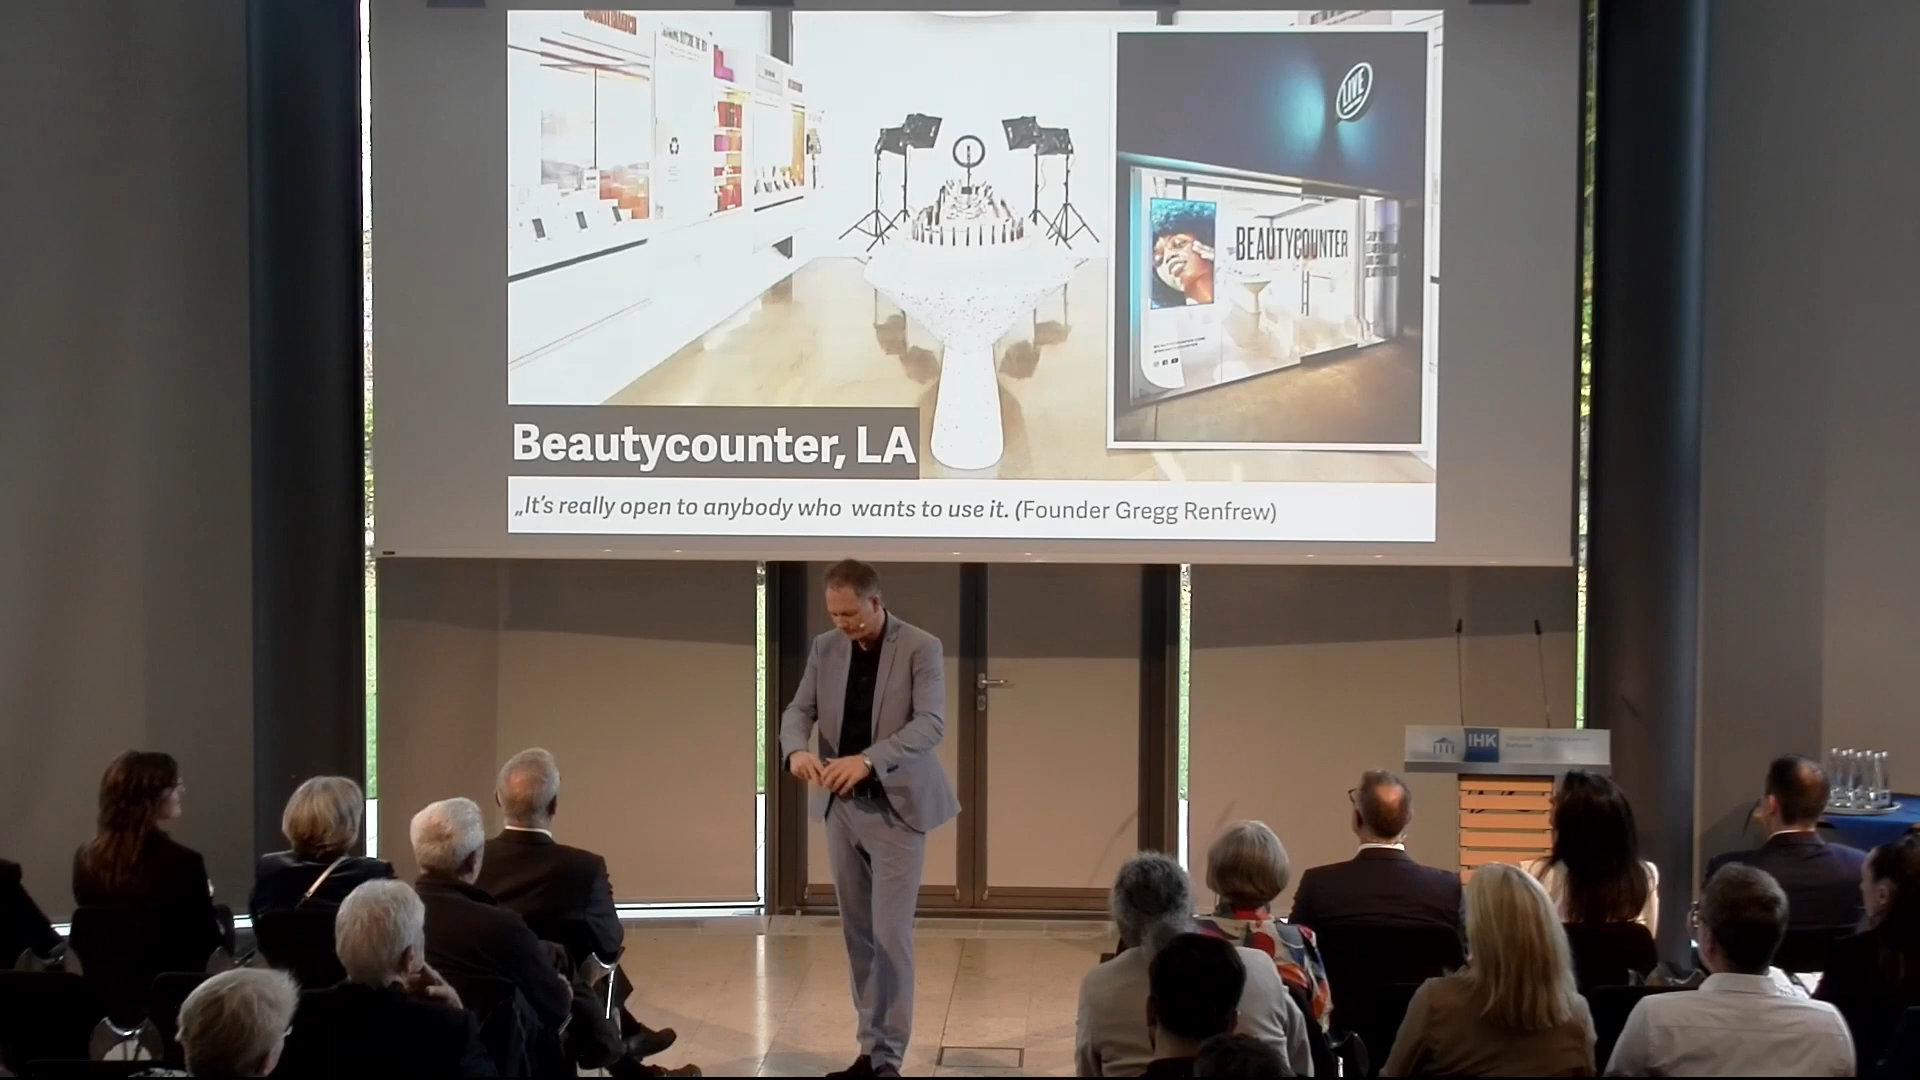 LIVE
BEAUTYCOUNTER
Beautycounter, LA
„It's really open to anybody who wants to use it. (Founder Gregg Renfrew)
IHK